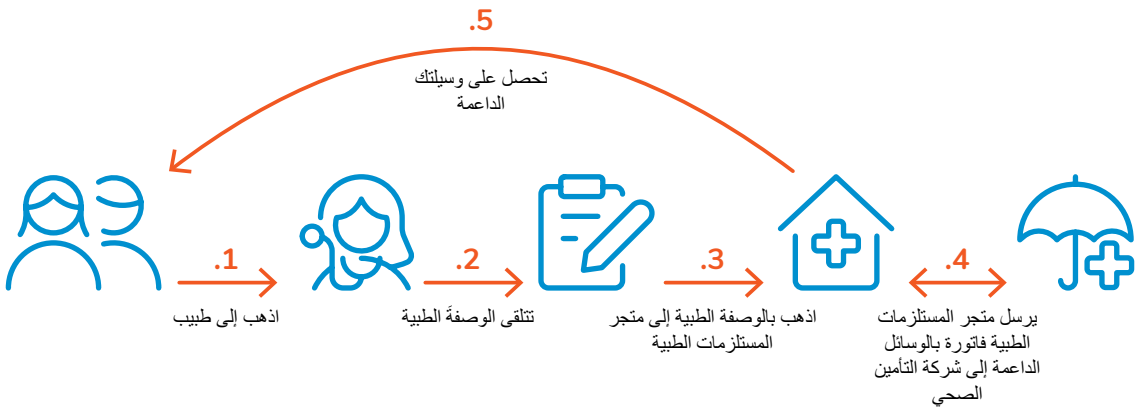 .5
تحصل على وسيلتك
الداعمة
.1
اذهب إلى طبيب
.2
تتلقى الوصفةَ الطبية
.3
اذهب بالوصفة الطبية إلى متجر
المستلزمات الطبية
.4
يرسل متجر المستلزمات
الطبية فاتورة بالوسائل
الداعمة إلى شركة التأمين
الصحي